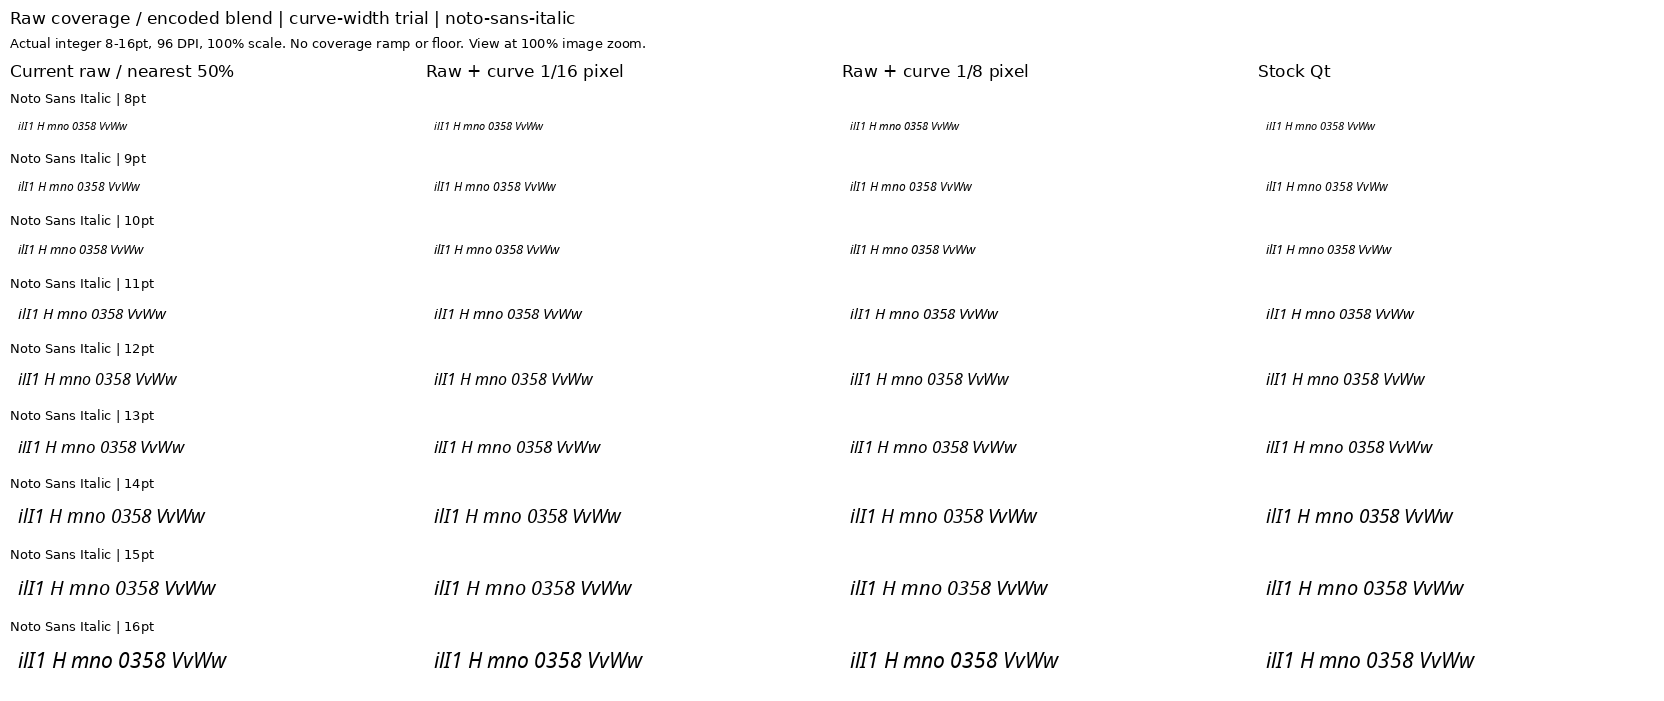 Raw coverage / encoded blend | curve-width trial | noto-sans-italic
Actual integer 8-16pt, 96 DPI, 100% scale. No coverage ramp or floor. View at 100% image zoom.
Current raw / nearest 50% Raw + curve 1/16 pixel Raw + curve 1/8 pixel Stock Qt
Noto Sans Italic | 8pt
ilI1 H mno 0358 VvWw ilI1 H mno 0358 VvWw ilI1 H mno 0358 VvWw ilI1 H mno 0358 VvWw
Noto Sans Italic | 9pt
ilI1 H mno 0358 VvWw ilI1 H mno 0358 VvWw ilI1 H mno 0358 VvWw ilI1 H mno 0358 VvWw
Noto Sans Italic | 10pt
ilI1 H mno 0358 VvWw ilI1 H mno 0358 VvWw ilI1 H mno 0358 VvWw ilI1 H mno 0358 VvWw
Noto Sans Italic | 11pt
ilI1 H mno 0358 VvWw ilI1 H mno 0358 VvWw ilI1 H mno 0358 VvWw ilI1 H mno 0358 VvWw
Noto Sans Italic | 12pt
ilI1 H mno 0358 VvWw ilI1 H mno 0358 VvWw ilI1 H mno 0358 VvWw ilI1 H mno 0358 VvWw
Noto Sans Italic | 13pt
ilI1 H mno 0358 VvWw ilI1 H mno 0358 VvWw ilI1 H mno 0358 VvWw ilI1 H mno 0358 VvWw
Noto Sans Italic | 14pt
ilI1 H mno 0358 VvWw ilI1 H mno 0358 VvWw ilI1 H mno 0358 VvWw ilI1 H mno 0358 VvWw
Noto Sans Italic | 15pt
ilI1 H mno 0358 VvWw ilI1 H mno 0358 VvWw ilI1 H mno 0358 VvWw ilI1 H mno 0358 VvWw
Noto Sans Italic | 16pt
ilI1 H mno 0358 VvWw ilI1 H mno 0358 VvWw ilI1 H mno 0358 VvWw ilI1 H mno 0358 VvWw